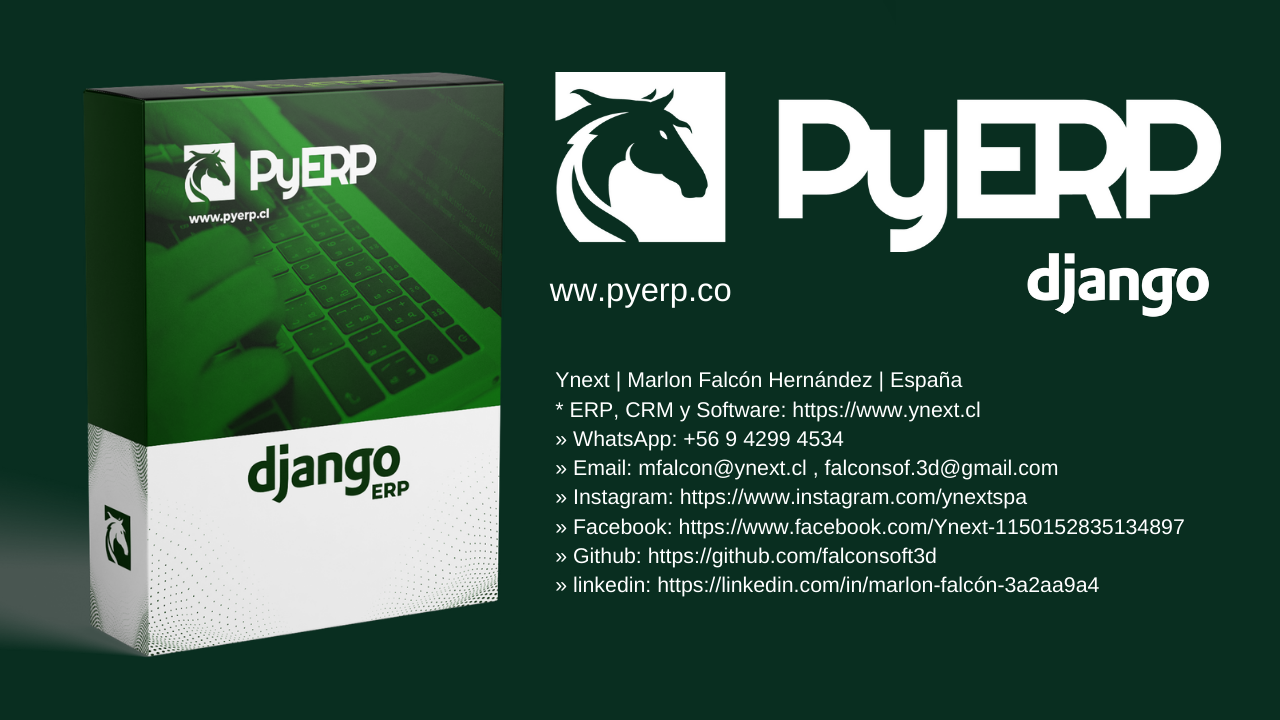 PyERP
www.pyerp.cl
django
ERP
PyERP
django
ww.pyerp.co
Ynext | Marlon Falcón Hernández | España
* ERP, CRM y Software: https://www.ynext.cl
» WhatsApp: +56 9 4299 4534
» Email: mfalcon@ynext.cl , falconsof.3d@gmail.com
» Instagram: https://www.instagram.com/ynextspa
» Facebook: https://www.facebook.com/Ynext-1150152835134897
» Github: https://github.com/falconsoft3d
» linkedin: https://linkedin.com/in/marlon-falcón-3a2aa9a4